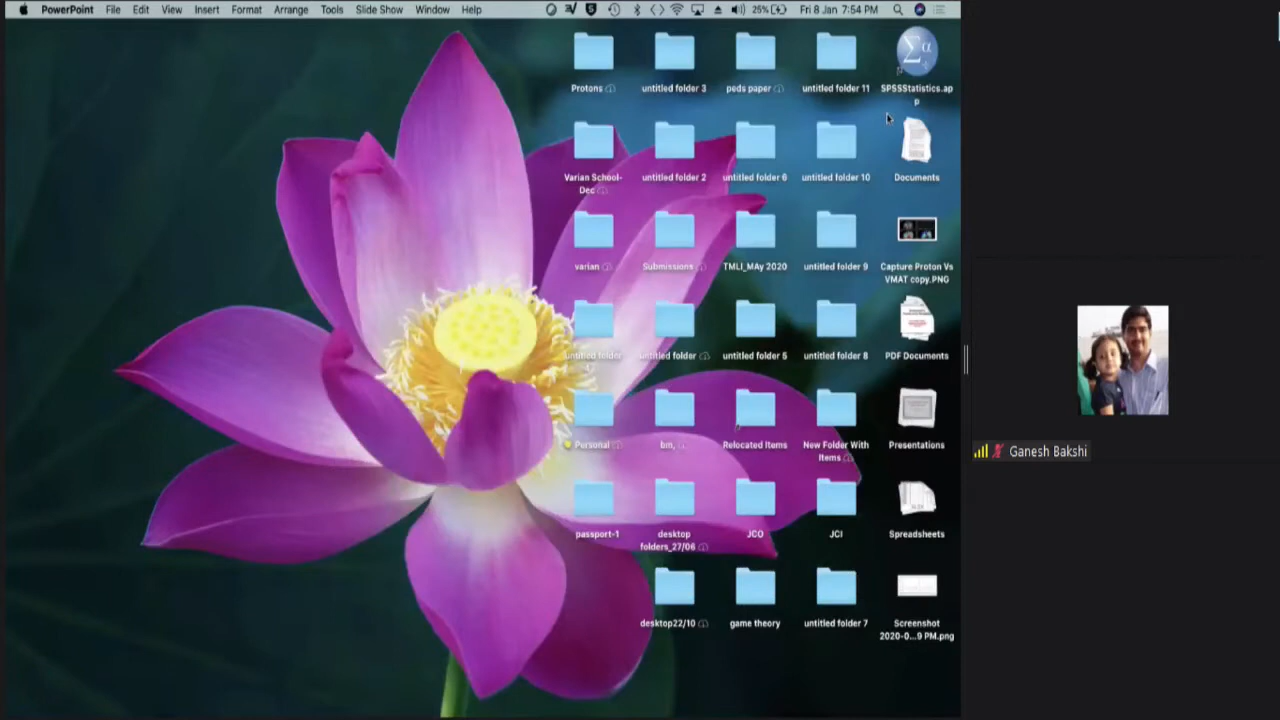 PowerPoint File Edit View Insert Format Arrange Tools Slide Show Window Help 25% Fri 8 Jan 7:54 PM
Protons untitled folder 3 peds paper untitled folder 11 SPSSStatistics.ap
p
Varian School- untitled folder 2 untitled folder 6 untitled folder 10 Documents
Dec
varian Submissions TMLI_MAy 2020 untitled folder 9 Capture Proton Vs
VMAT copy.PNG
untitled folder untitled folder untitled folder 5 untitled folder 8 PDF Documents
Personal bm, Relocated Items New Folder With Presentations
Items
passport-1 desktop JCO JCI Spreadsheets
folders_27/06
desktop22/10 game theory untitled folder 7 Screenshot
2020-0...9 PM.png
Ganesh Bakshi